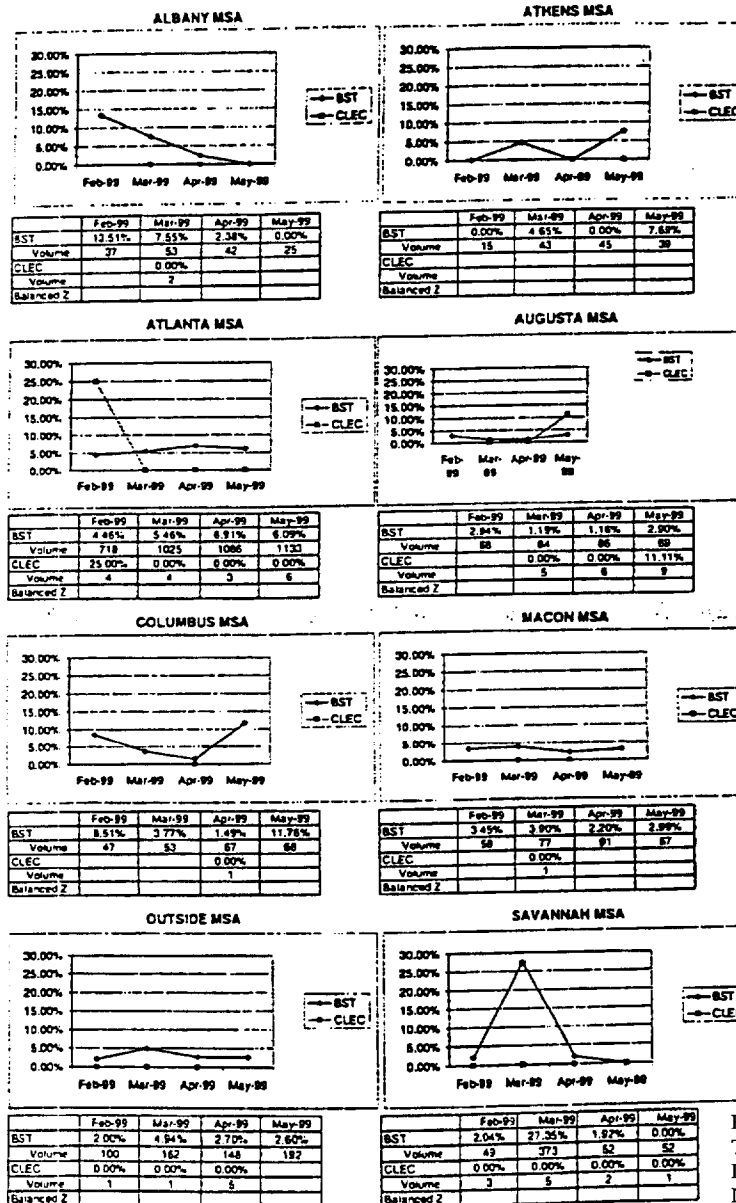 ALBANY MSA
30.00%
25.00%
20.00%
15.00%
10.00%
5.00%
0.00%
Feb-99 Mar-99 Apr-99 May-99
BST
CLEC
Feb-99 Mar-99 Apr-99 May-99
BST 13.51% 7.55% 2.38% 0.00%
Volume 37 53 42 25
CLEC 0.00%
Volume 2
Balanced Z
ATHENS MSA
30.00%
25.00%
20.00%
15.00%
10.00%
5.00%
0.00%
Feb-99 Mar-99 Apr-99 May-99
BST
CLEC
Feb-99 Mar-99 Apr-99 May-99
BST 0.00% 4.65% 0.00% 7.69%
Volume 15 43 45 39
CLEC
Volume
Balanced Z
ATLANTA MSA
30.00%
25.00%
20.00%
15.00%
10.00%
5.00%
0.00%
Feb-99 Mar-99 Apr-99 May-99
BST
CLEC
Feb-99 Mar-99 Apr-99 May-99
BST 4.46% 5.46% 6.91% 6.09%
Volume 718 1025 1086 1133
CLEC 25.00% 0.00% 0.00% 0.00%
Volume 4 4 3 6
Balanced Z
AUGUSTA MSA
30.00%
25.00%
20.00%
15.00%
10.00%
5.00%
0.00%
Feb- Mar- Apr-99 May-
99 99 99
BST
CLEC
Feb-99 Mar-99 Apr-99 May-99
BST 2.94% 1.19% 1.16% 2.90%
Volume 68 84 86 69
CLEC 0.00% 0.00% 11.11%
Volume 5 6 9
Balanced Z
COLUMBUS MSA
30.00%
25.00%
20.00%
15.00%
10.00%
5.00%
0.00%
Feb-99 Mar-99 Apr-99 May-99
BST
CLEC
Feb-99 Mar-99 Apr-99 May-99
BST 8.51% 3.77% 1.49% 11.76%
Volume 47 53 67 68
CLEC 0.00%
Volume 1
Balanced Z
MACON MSA
30.00%
25.00%
20.00%
15.00%
10.00%
5.00%
0.00%
Feb-99 Mar-99 Apr-99 May-99
BST
CLEC
Feb-99 Mar-99 Apr-99 May-99
BST 3.45% 3.90% 2.20% 2.99%
Volume 58 77 91 67
CLEC 0.00%
Volume 1
Balanced Z
OUTSIDE MSA
30.00%
25.00%
20.00%
15.00%
10.00%
5.00%
0.00%
Feb-99 Mar-99 Apr-99 May-99
BST
CLEC
Feb-99 Mar-99 Apr-99 May-99
BST 2.00% 4.94% 2.70% 2.60%
Volume 100 162 148 192
CLEC 0.00% 0.00% 0.00%
Volume 1 1 5
Balanced Z
SAVANNAH MSA
30.00%
25.00%
20.00%
15.00%
10.00%
5.00%
0.00%
Feb-99 Mar-99 Apr-99 May-99
BST
CLEC
Feb-99 Mar-99 Apr-99 May-99
BST 2.04% 27.35% 1.92% 0.00%
Volume 49 373 52 52
CLEC 0.00% 0.00% 0.00% 0.00%
Volume 3 5 2 1
Balanced Z